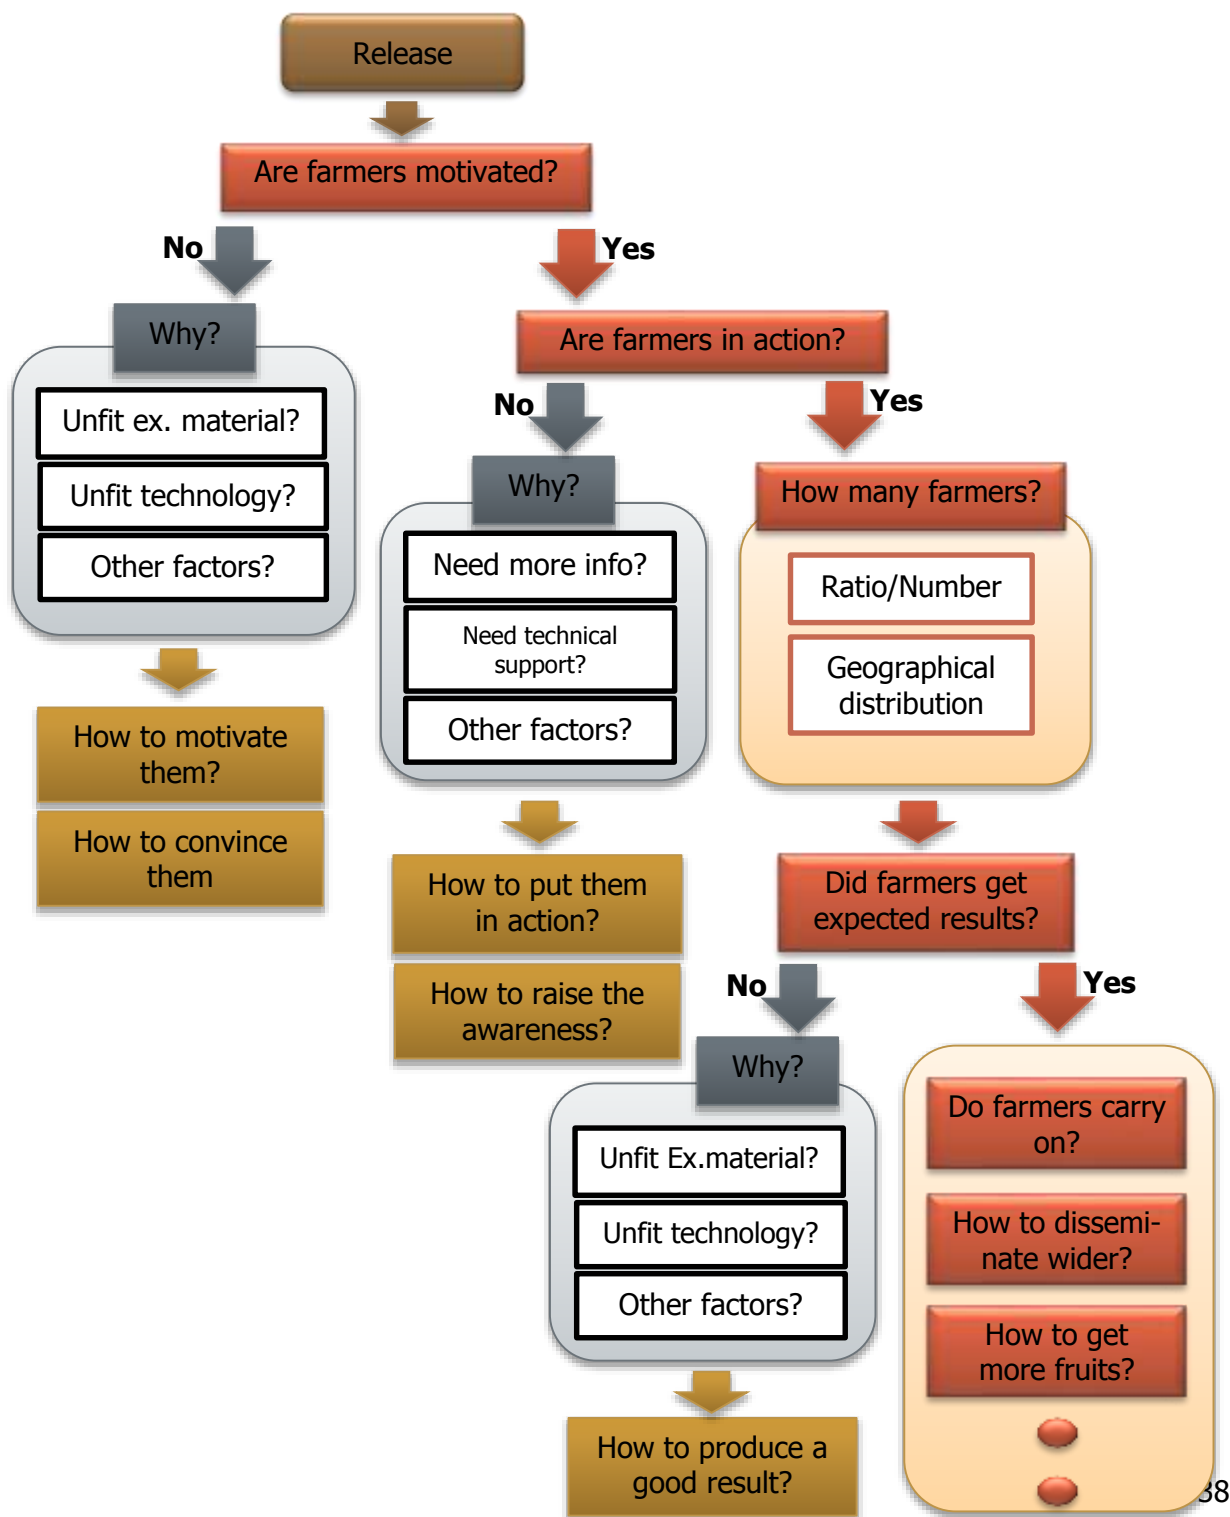 Release
Are farmers motivated?
No
Yes
Why?
Unfit ex. material?
Unfit technology?
Other factors?
How to motivate
them?
How to convince
them
Are farmers in action?
No
Yes
Why?
Need more info?
Need technical
support?
Other factors?
How to put them
in action?
How to raise the
awareness?
How many farmers?
Ratio/Number
Geographical
distribution
Did farmers get
expected results?
No
Yes
Why?
Unfit Ex.material?
Unfit technology?
Other factors?
How to produce a
good result?
Do farmers carry
on?
How to dissemi-
nate wider?
How to get
more fruits?
38